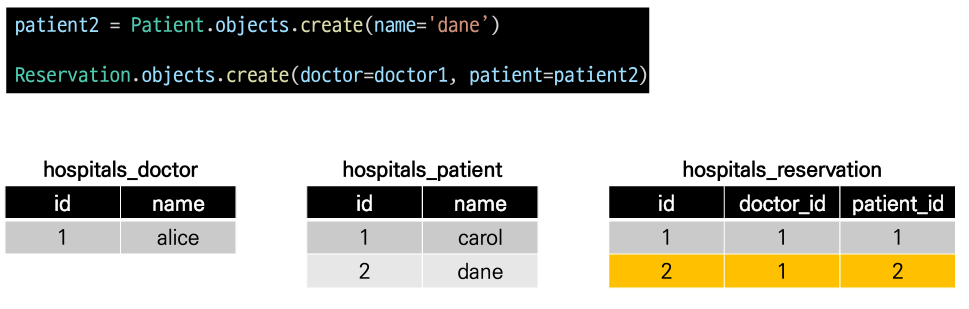 patient2 = Patient.objects.create(name='dane’)
Reservation.objects.create(doctor=doctor1, patient=patient2)
hospitals_doctor
id name
1 alice
hospitals_patient
id name
1 carol
2 dane
hospitals_reservation
id doctor_id patient_id
1 1 1
2 1 2